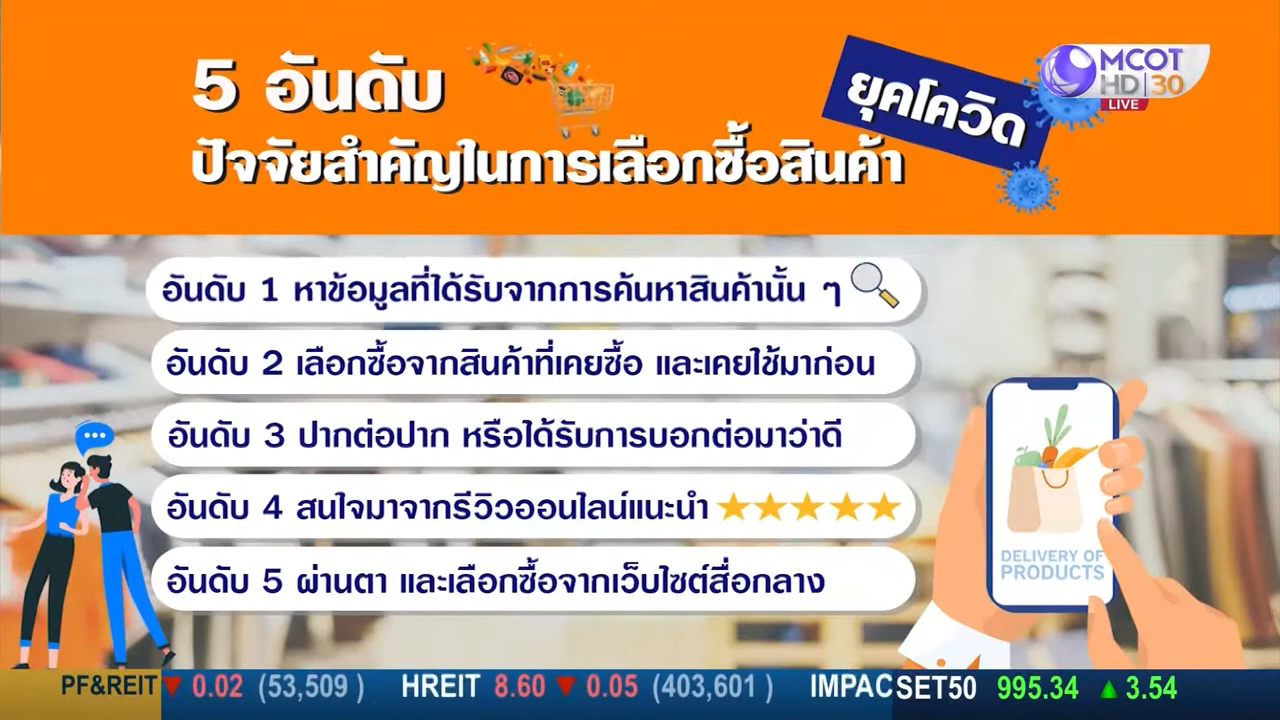 5 อันดับ
ปัจจัยสำคัญในการเลือกซื้อสินค้า
ยุคโควิด
MCOT
HD 30
LIVE
อันดับ 1 หาข้อมูลที่ได้รับจากการค้นหาสินค้านั้น ๆ
อันดับ 2 เลือกซื้อจากสินค้าที่เคยซื้อ และเคยใช้มาก่อน
อันดับ 3 ปากต่อปาก หรือได้รับการบอกต่อมาว่าดี
อันดับ 4 สนใจมาจากรีวิวออนไลน์แนะนำ
อันดับ 5 ผ่านตา และเลือกซื้อจากเว็บไซต์สื่อกลาง
DELIVERY OF
PRODUCTS
PF&REIT ▼ 0.02 (53,509 ) HREIT 8.60 ▼ 0.05 (403,601 ) IMPAC SET50 995.34 ▲ 3.54